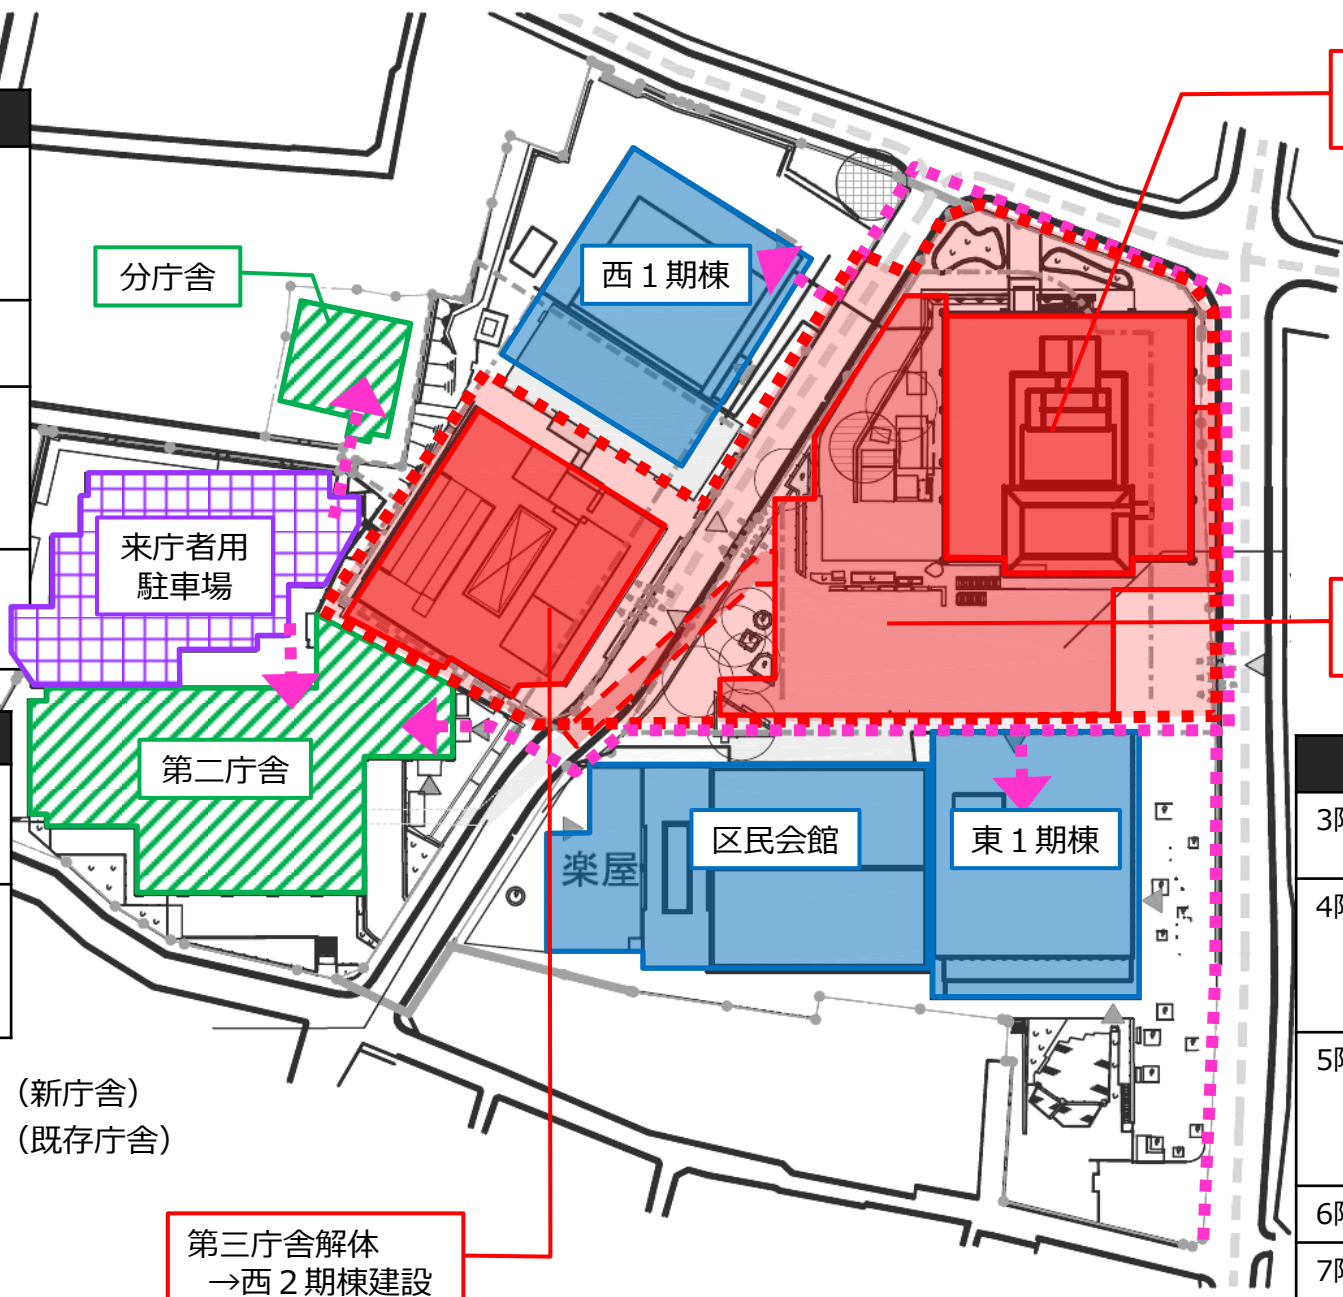 分庁舎
西１期棟
来庁者用
駐車場
第二庁舎
区民会館
東１期棟
楽屋
3階
4階
5階
6階
7階
（新庁舎）
（既存庁舎）
第三庁舎解体
→西２期棟建設